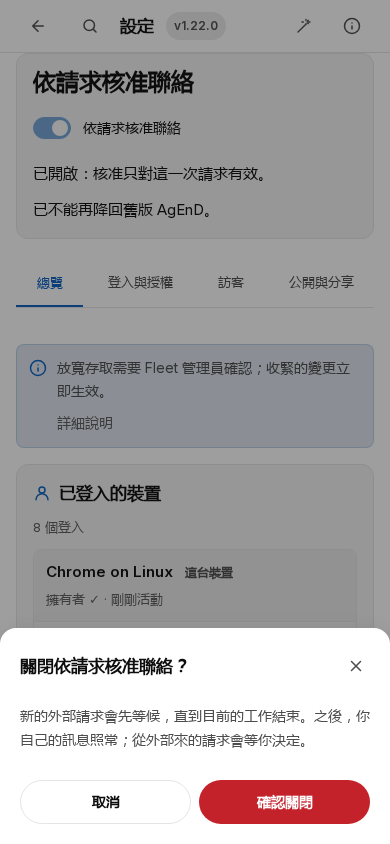 設定
v1.22.0
依請求核准聯絡
依請求核准聯絡
已開啟：核准只對這一次請求有效。
已不能再降回舊版 AgEnD。
總覽
登入與授權
訪客
公開與分享
放寬存取需要 Fleet 管理員確認；收緊的變更立
即生效。
詳細說明
已登入的裝置
8 個登入
Chrome on Linux 這台裝置
擁有者 ✓ · 剛剛活動
關閉依請求核准聯絡？
新的外部請求會先等候，直到目前的工作結束。之後，你
自己的訊息照常；從外部來的請求會等你決定。
取消
確認關閉